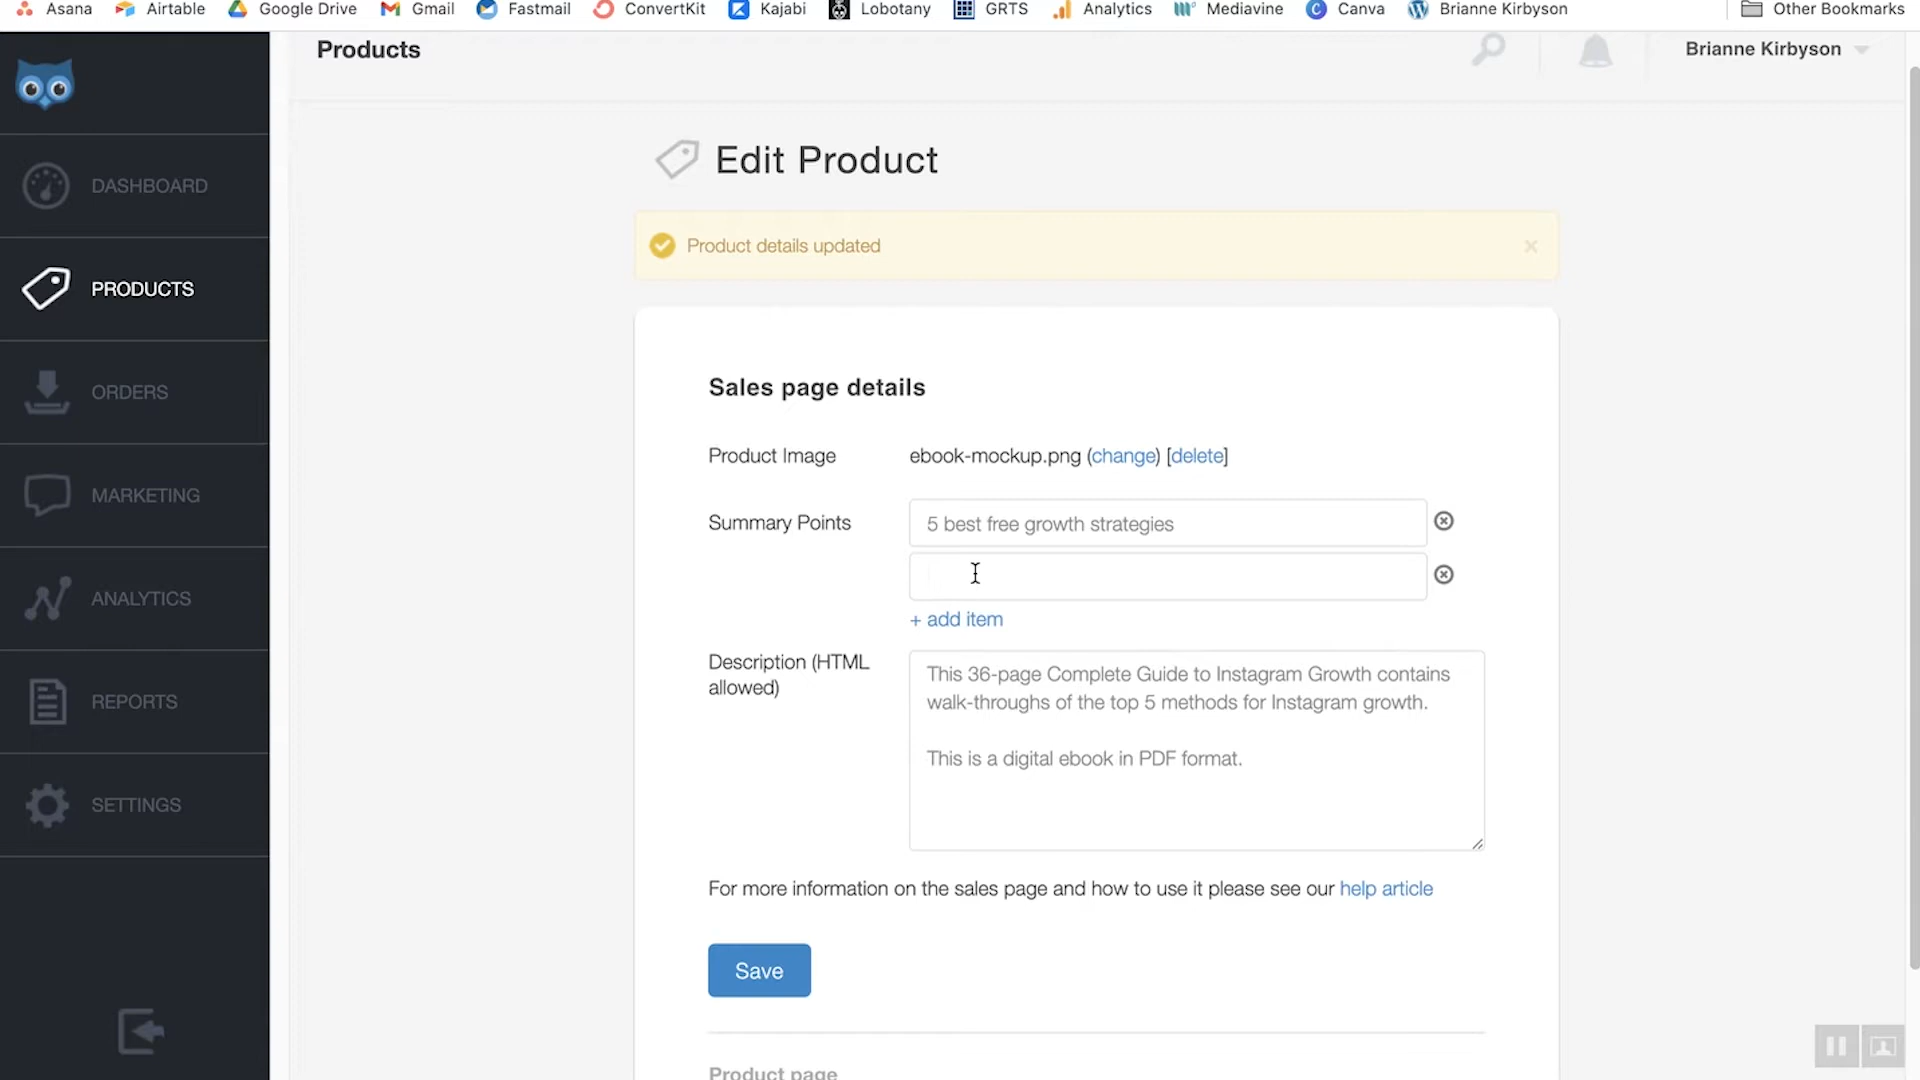 Asana Airtable Google Drive Gmail Fastmail ConvertKit Kajabi Lobotany GRTS Analytics Mediavine Canva Brianne Kirbyson Other Bookmarks
Products
Brianne Kirbyson
DASHBOARD
PRODUCTS
ORDERS
MARKETING
ANALYTICS
REPORTS
SETTINGS
Edit Product
Product details updated
Sales page details
Product Image ebook-mockup.png (change) [delete]
Summary Points 5 best free growth strategies
+ add item
Description (HTML
allowed)
This 36-page Complete Guide to Instagram Growth contains
walk-throughs of the top 5 methods for Instagram growth.
This is a digital ebook in PDF format.
For more information on the sales page and how to use it please see our help article
Save
Product page